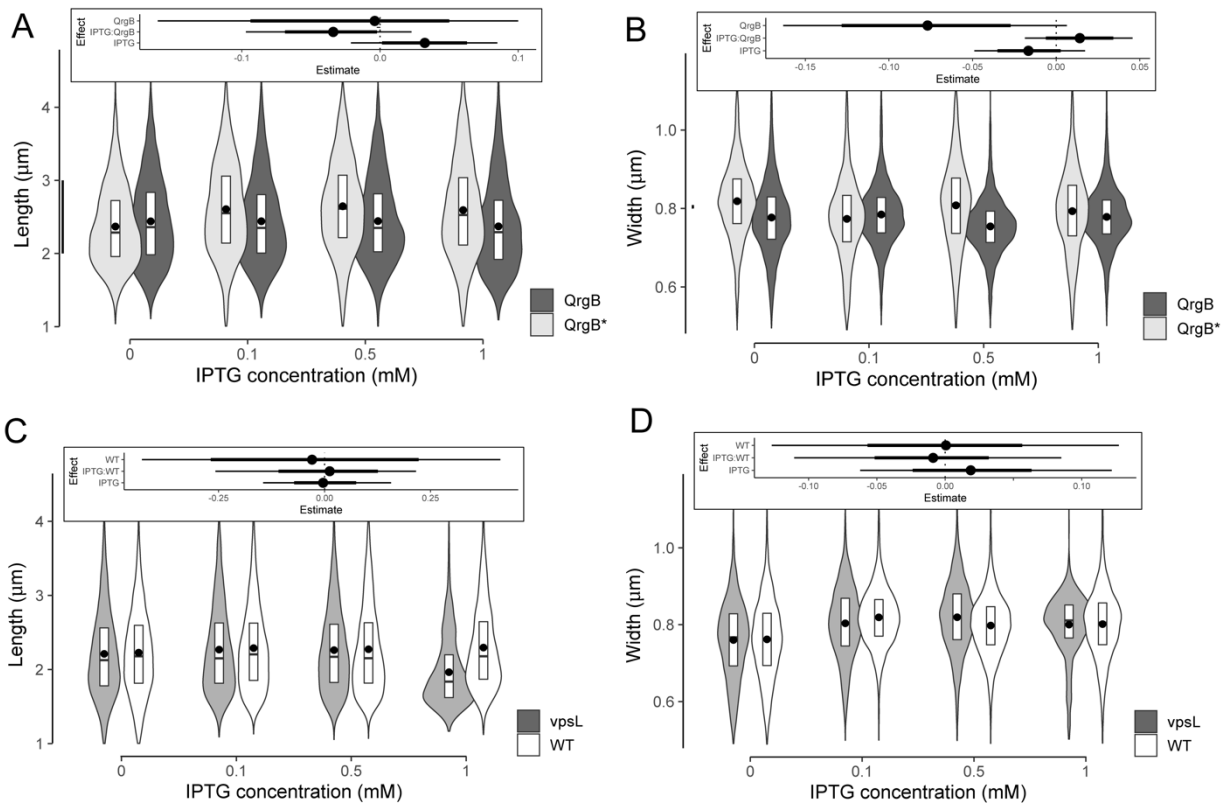 A
Effect
QrgB
IPTG:QrgB
IPTG
-0.1
0.0
0.1
Estimate
Length (µm)
4
3
2
1
QrgB
QrgB*
0
0.1
0.5
1
IPTG concentration (mM)
B
Effect
QrgB
IPTG:QrgB
IPTG
-0.15
-0.10
-0.05
0.00
0.05
Estimate
Width (µm)
1.0
0.8
0.6
QrgB
QrgB*
0
0.1
0.5
1
IPTG concentration (mM)
C
Effect
WT
IPTG:WT
IPTG
-0.25
0.00
0.25
Estimate
Length (µm)
4
3
2
1
vpsL
WT
0
0.1
0.5
1
IPTG concentration (mM)
D
Effect
WT
IPTG:WT
IPTG
-0.10
-0.05
0.00
0.05
0.10
Estimate
Width (µm)
1.0
0.8
0.6
vpsL
WT
0
0.1
0.5
1
IPTG concentration (mM)